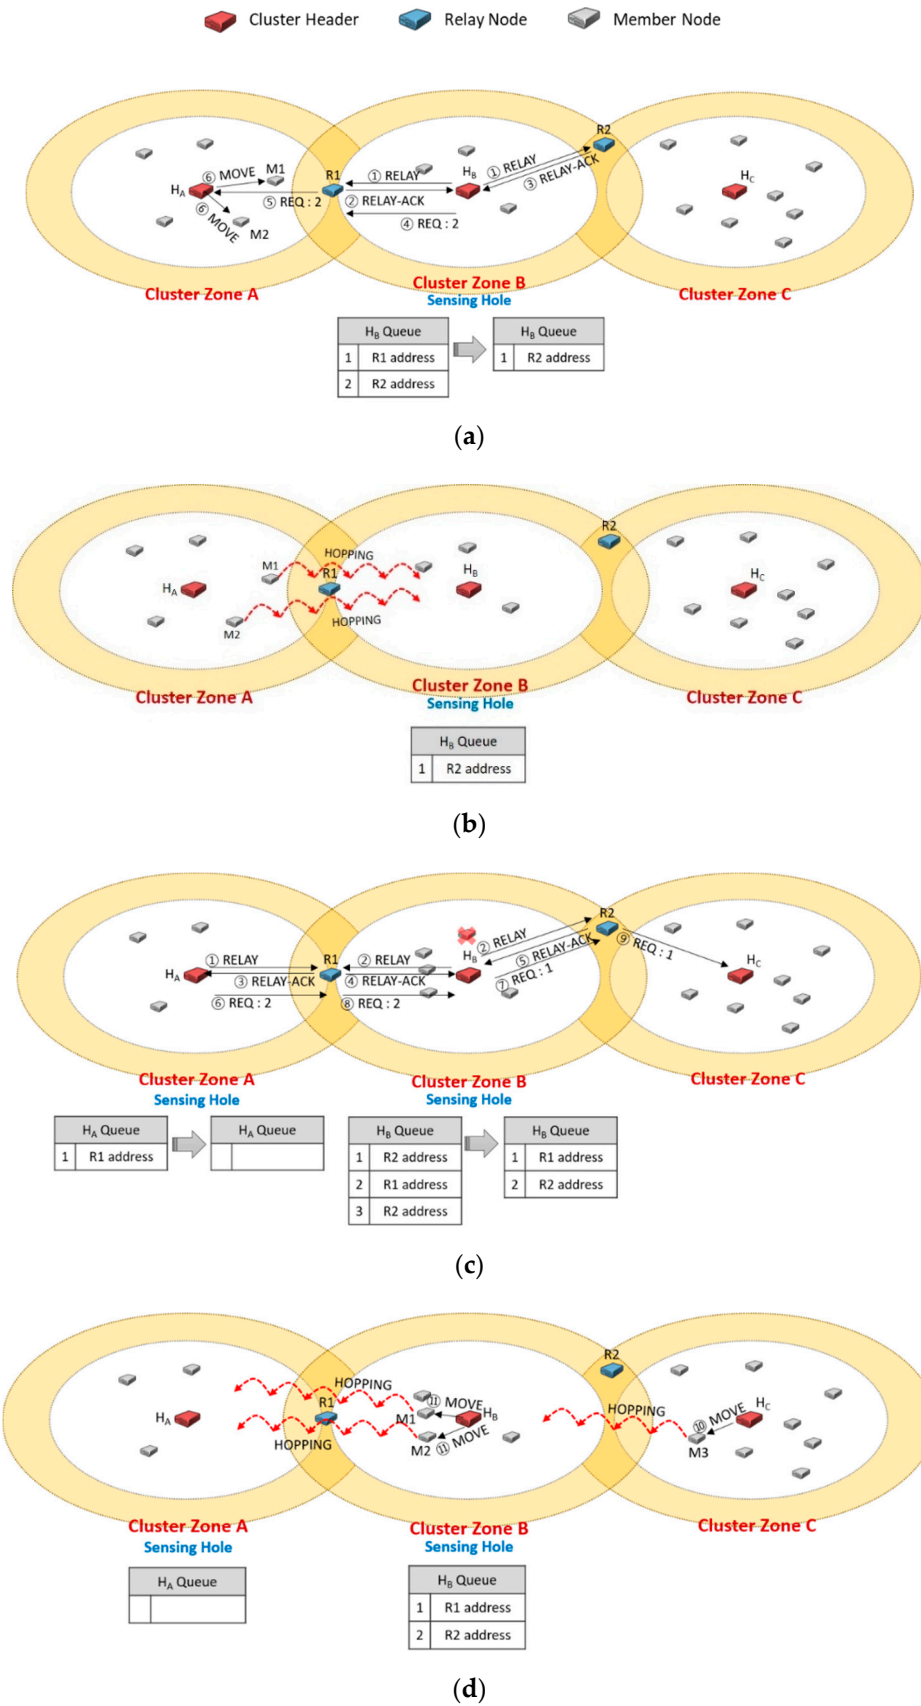 Cluster Header Relay Node Member Node
R2
① RELAY
③ RELAY-ACK
⑥ MOVE M1 R1 ① RELAY H_B
H_A H_C
⑤ REQ : 2 ② RELAY-ACK
⑥ MOVE M2 ④ REQ : 2
Cluster Zone A Cluster Zone B Cluster Zone C
Sensing Hole
H_B Queue H_B Queue
1 R1 address 1 R2 address
2 R2 address
(a)
R2
HOPPING
M1 R1 H_B H_C
H_A
M2 HOPPING
Cluster Zone A Cluster Zone B Cluster Zone C
Sensing Hole
H_B Queue
1 R2 address
(b)
R2
② RELAY ⑨ REQ : 1
⑤ RELAY-ACK
H_A ① RELAY R1 ② RELAY H_B H_C
③ RELAY-ACK ④ RELAY-ACK ⑦ REQ : 1
⑥ REQ : 2 ⑧ REQ : 2
Cluster Zone A Cluster Zone B Cluster Zone C
Sensing Hole Sensing Hole
H_A Queue H_A Queue H_B Queue H_B Queue
1 R1 address 1 R2 address 1 R1 address
2 R1 address 2 R2 address
3 R2 address
(c)
R2
HOPPING
R1 ⑪ MOVE HOPPING ⑩ MOVE
H_A M1 H_B H_C
HOPPING M2 ⑪ MOVE M3
Cluster Zone A Cluster Zone B Cluster Zone C
Sensing Hole Sensing Hole
H_A Queue H_B Queue
1 R1 address
2 R2 address
(d)